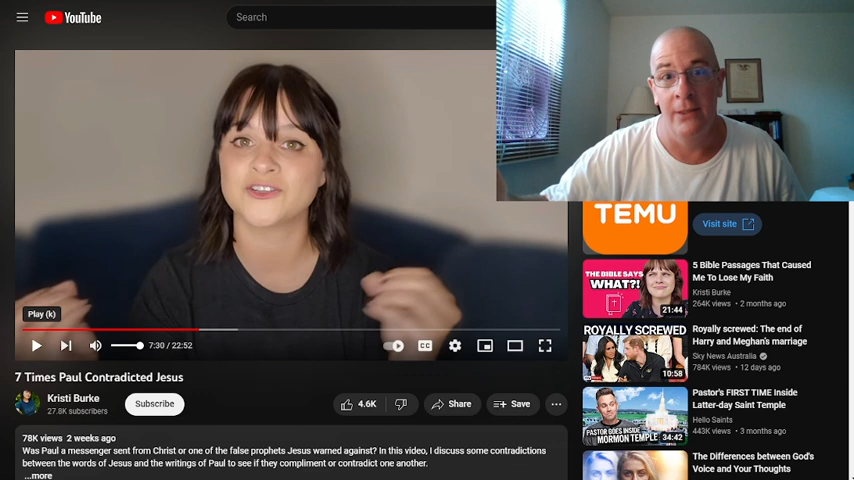 YouTube
Search
Play (k)
7:30 / 22:52
CC
7 Times Paul Contradicted Jesus
Kristi Burke
27.8K subscribers
Subscribe
4.6K
Share
Save
78K views 2 weeks ago
Was Paul a messenger sent from Christ or one of the false prophets Jesus warned against? In this video, I discuss some contradictions
between the words of Jesus and the writings of Paul to see if they compliment or contradict one another.
...more
TEMU
Visit site
THE BIBLE SAYS
WHAT?!
21:44
5 Bible Passages That Caused
Me To Lose My Faith
Kristi Burke
264K views • 2 months ago
ROYALLY SCREWED
10:58
Royally screwed: The end of
Harry and Meghan's marriage
Sky News Australia
784K views • 12 days ago
PASTOR GOES INSIDE
MORMON TEMPLE
34:42
Pastor's FIRST TIME Inside
Latter-day Saint Temple
Hello Saints
443K views • 3 months ago
The Differences between God's
Voice and Your Thoughts